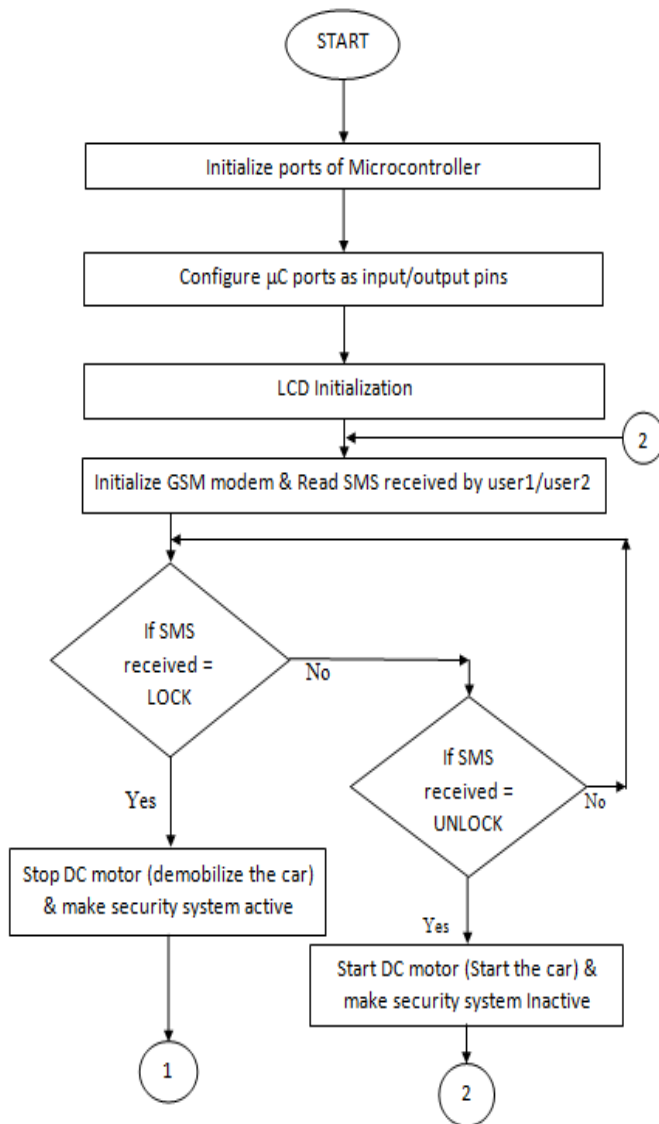 START
Initialize ports of Microcontroller
Configure µC ports as input/output pins
LCD Initialization
2
Initialize GSM modem & Read SMS received by user1/user2
If SMS
received =
LOCK
No
If SMS
received =
UNLOCK
No
Yes
Stop DC motor (demobilize the car)
& make security system active
Yes
Start DC motor (Start the car) &
make security system Inactive
1
2